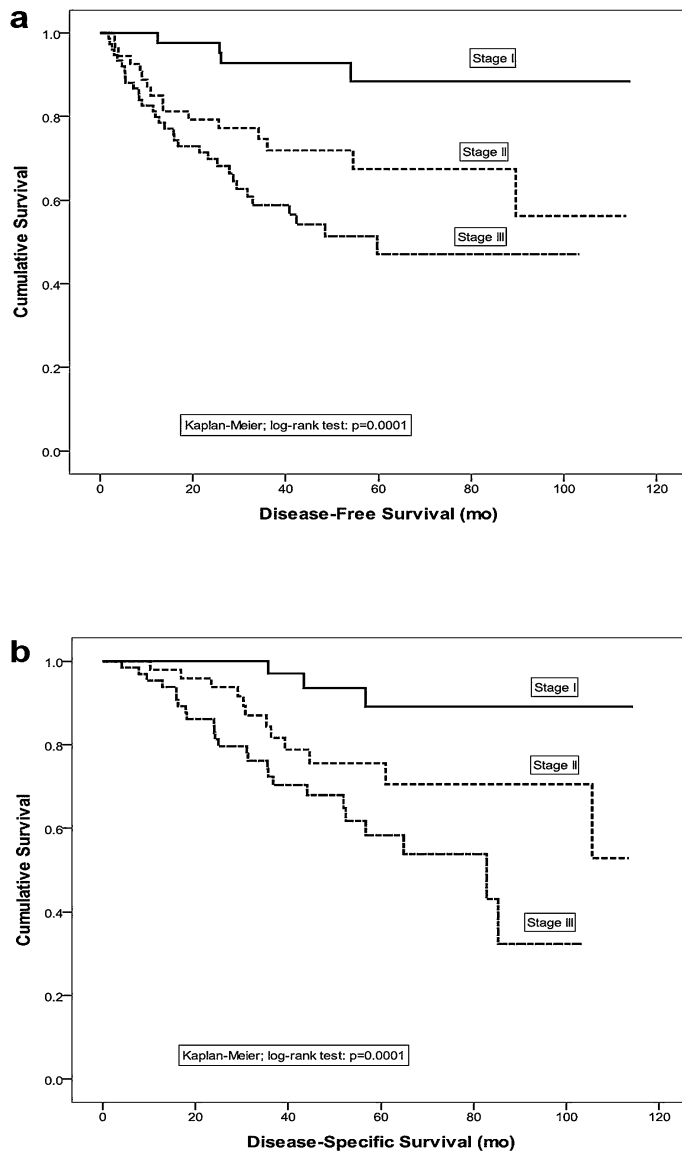 a
1.0
0.8
0.6
0.4
0.2
0.0
Cumulative Survival
Stage I
Stage II
Stage III
Kaplan-Meier; log-rank test: p=0.0001
0 20 40 60 80 100 120
Disease-Free Survival (mo)
b
1.0
0.8
0.6
0.4
0.2
0.0
Cumulative Survival
Stage I
Stage II
Stage III
Kaplan-Meier; log-rank test: p=0.0001
0 20 40 60 80 100 120
Disease-Specific Survival (mo)